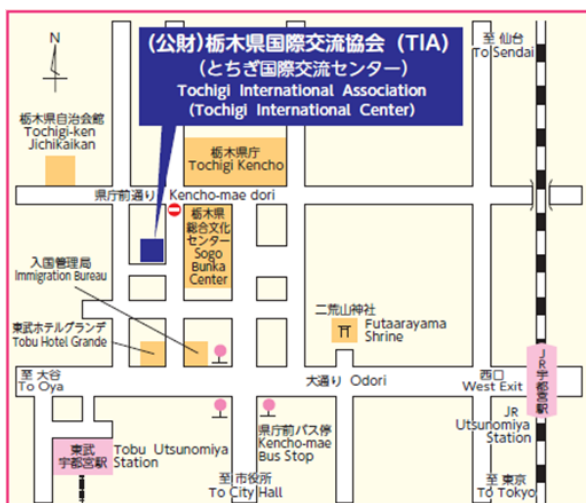 (公財)栃木県国際交流協会 (TIA)
(とちぎ国際交流センター)
Tochigi International Association
(Tochigi International Center)
N
至 仙台
To Sendai
栃木県自治会館
Tochigi-ken
Jichikaikan
栃木県庁
Tochigi Kencho
県庁前通り Kencho-mae dori
栃木県
総合文化
センター
Sogo
Bunka
Center
入国管理局
Immigration Bureau
東武ホテルグランデ
Tobu Hotel Grande
二荒山神社
Futaarayama
Shrine
至 大谷
To Oya
大通り Odori
西口
West Exit
JR宇都宮駅
JR
Utsunomiya
Station
東武
宇都宮駅
Tobu Utsunomiya
Station
県庁前バス停
Kencho-mae
Bus Stop
至 市役所
To City Hall
至 東京
To Tokyo